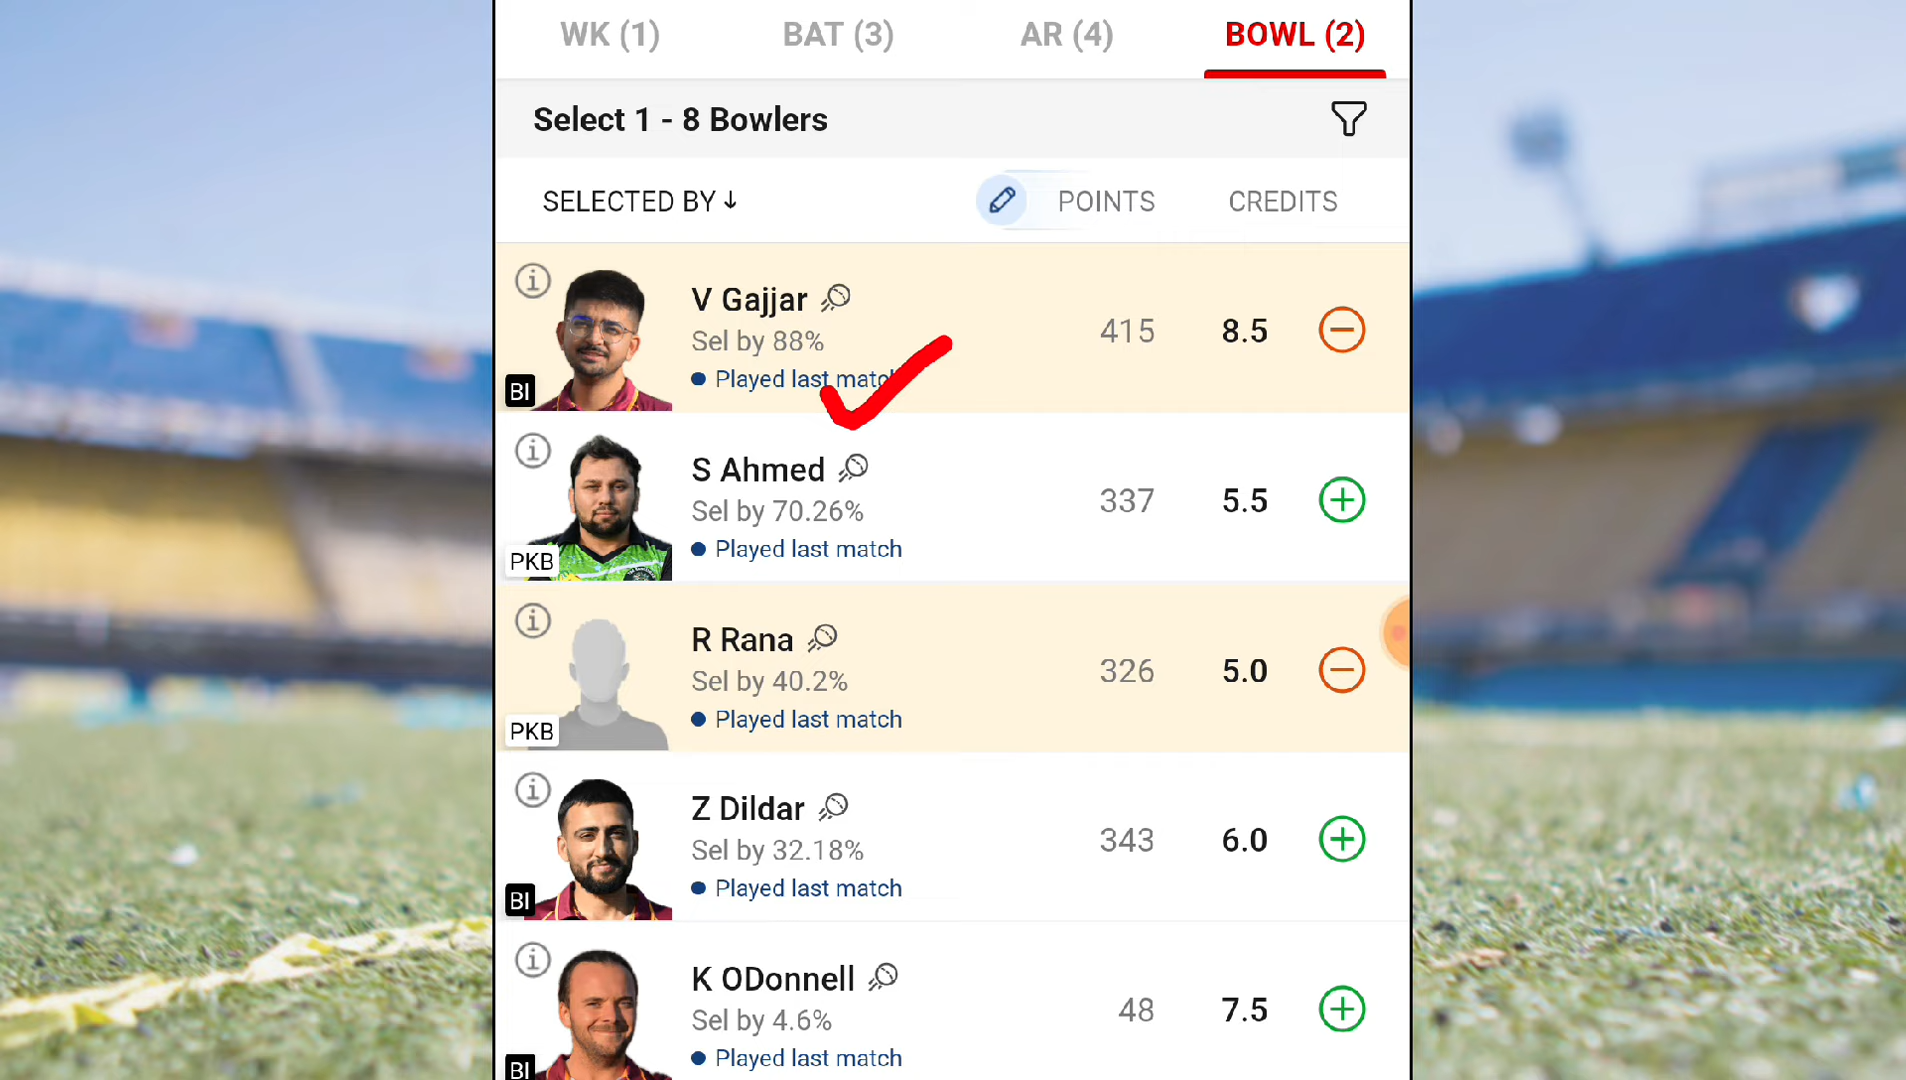 WK (1) BAT (3) AR (4) BOWL (2)
Select 1 - 8 Bowlers
SELECTED BY ↓ POINTS CREDITS
V Gajjar
Sel by 88% 415 8.5
Played last match
BI
S Ahmed
Sel by 70.26% 337 5.5
Played last match
PKB
R Rana
Sel by 40.2% 326 5.0
Played last match
PKB
Z Dildar
Sel by 32.18% 343 6.0
Played last match
BI
K ODonnell
Sel by 4.6% 48 7.5
Played last match
BI